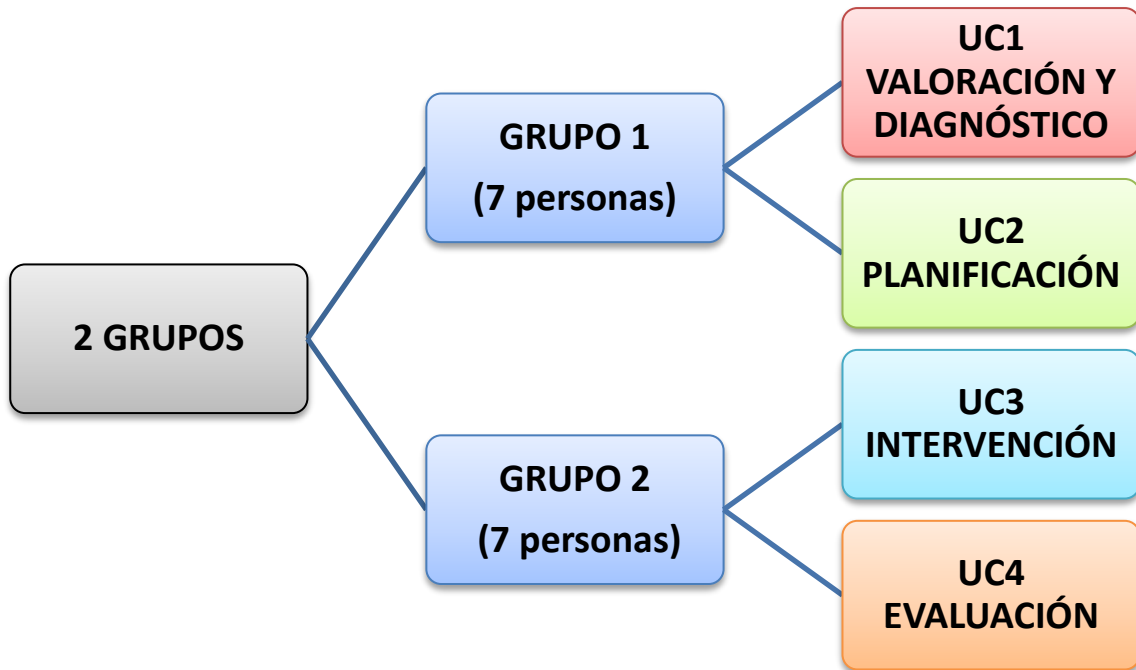 2 GRUPOS
GRUPO 1
(7 personas)
GRUPO 2
(7 personas)
UC1
VALORACIÓN Y
DIAGNÓSTICO
UC2
PLANIFICACIÓN
UC3
INTERVENCIÓN
UC4
EVALUACIÓN